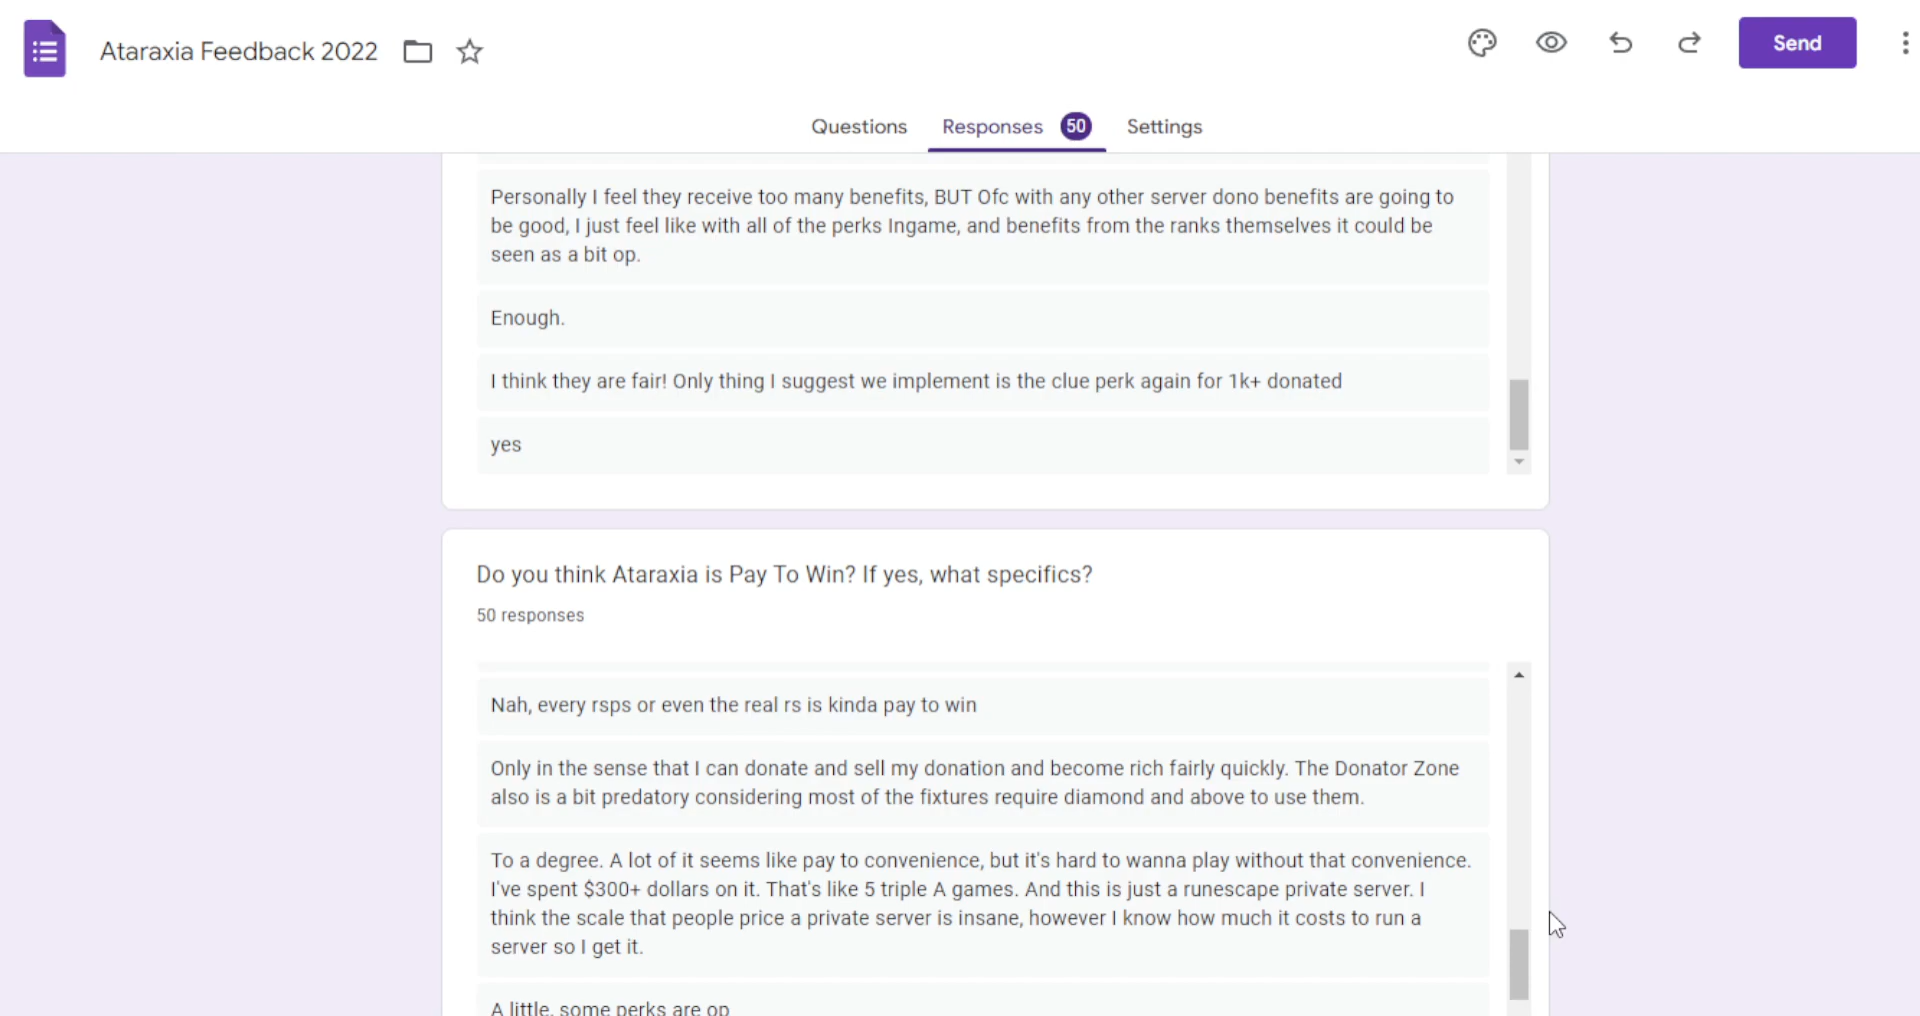 Ataraxia Feedback 2022
Send
Questions
Responses 50
Settings
Personally I feel they receive too many benefits, BUT Ofc with any other server dono benefits are going to
be good, I just feel like with all of the perks Ingame, and benefits from the ranks themselves it could be
seen as a bit op.
Enough.
I think they are fair! Only thing I suggest we implement is the clue perk again for 1k+ donated
yes
Do you think Ataraxia is Pay To Win? If yes, what specifics?
50 responses
Nah, every rsps or even the real rs is kinda pay to win
Only in the sense that I can donate and sell my donation and become rich fairly quickly. The Donator Zone
also is a bit predatory considering most of the fixtures require diamond and above to use them.
To a degree. A lot of it seems like pay to convenience, but it's hard to wanna play without that convenience.
I've spent $300+ dollars on it. That's like 5 triple A games. And this is just a runescape private server. I
think the scale that people price a private server is insane, however I know how much it costs to run a
server so I get it.
A little, some perks are op